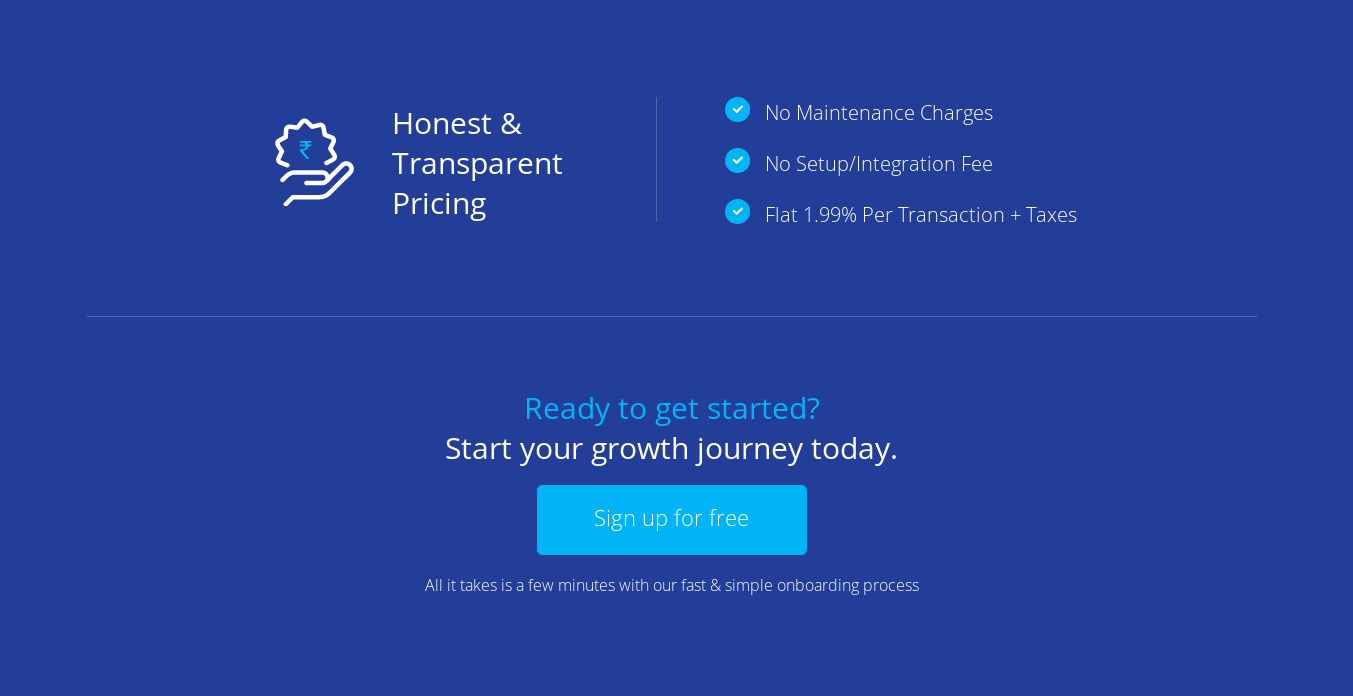 Honest &
Transparent
Pricing
₹
No Maintenance Charges
No Setup/Integration Fee
Flat 1.99% Per Transaction + Taxes
Ready to get started?
Start your growth journey today.
Sign up for free
All it takes is a few minutes with our fast & simple onboarding process